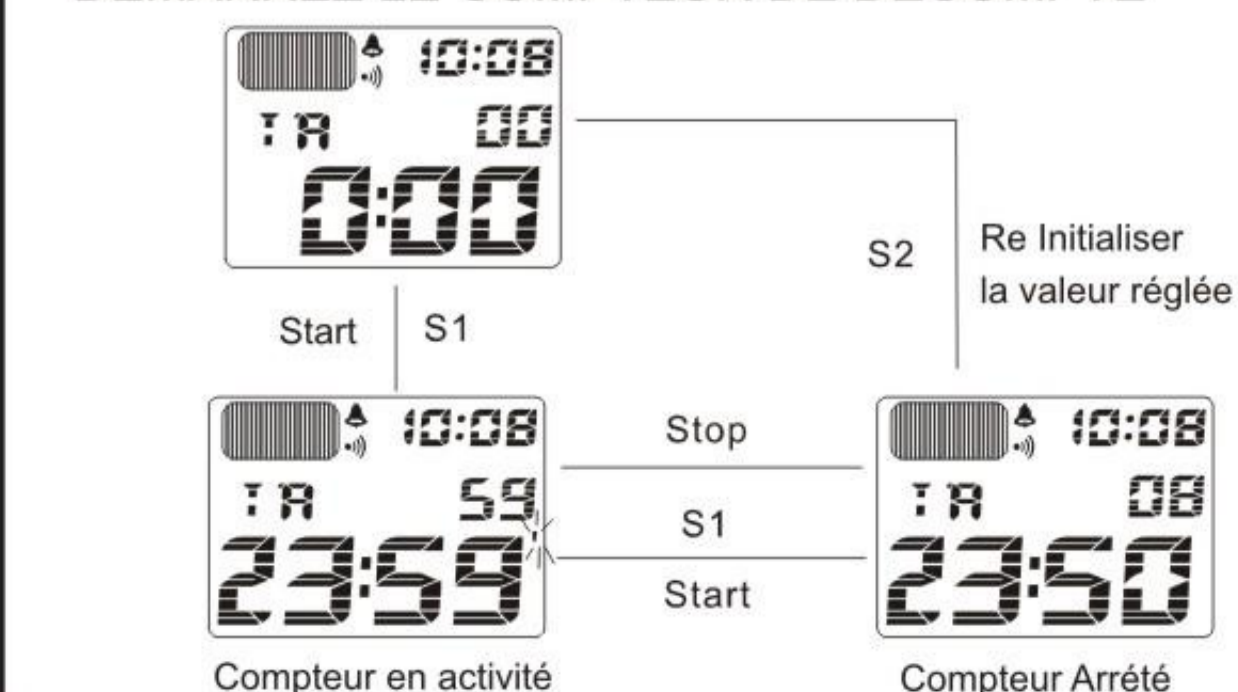 10:08
TA 00
0:00
S2
Re Initialiser
la valeur réglée
Start S1
10:08
TA 59
23:59
Compteur en activité
Stop
S1
Start
10:08
TA 08
23:50
Compteur Arrété